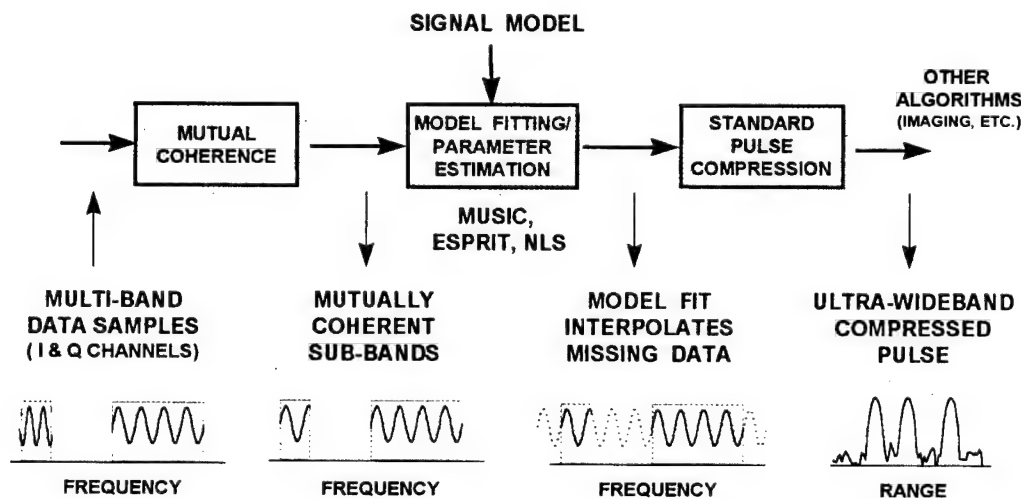 SIGNAL MODEL
MUTUAL
COHERENCE
MODEL FITTING/
PARAMETER
ESTIMATION
STANDARD
PULSE
COMPRESSION
OTHER
ALGORITHMS
(IMAGING, ETC.)
MUSIC,
ESPRIT, NLS
MULTI-BAND
DATA SAMPLES
( I & Q CHANNELS)
MUTUALLY
COHERENT
SUB-BANDS
MODEL FIT
INTERPOLATES
MISSING DATA
ULTRA-WIDEBAND
COMPRESSED
PULSE
FREQUENCY
FREQUENCY
FREQUENCY
RANGE